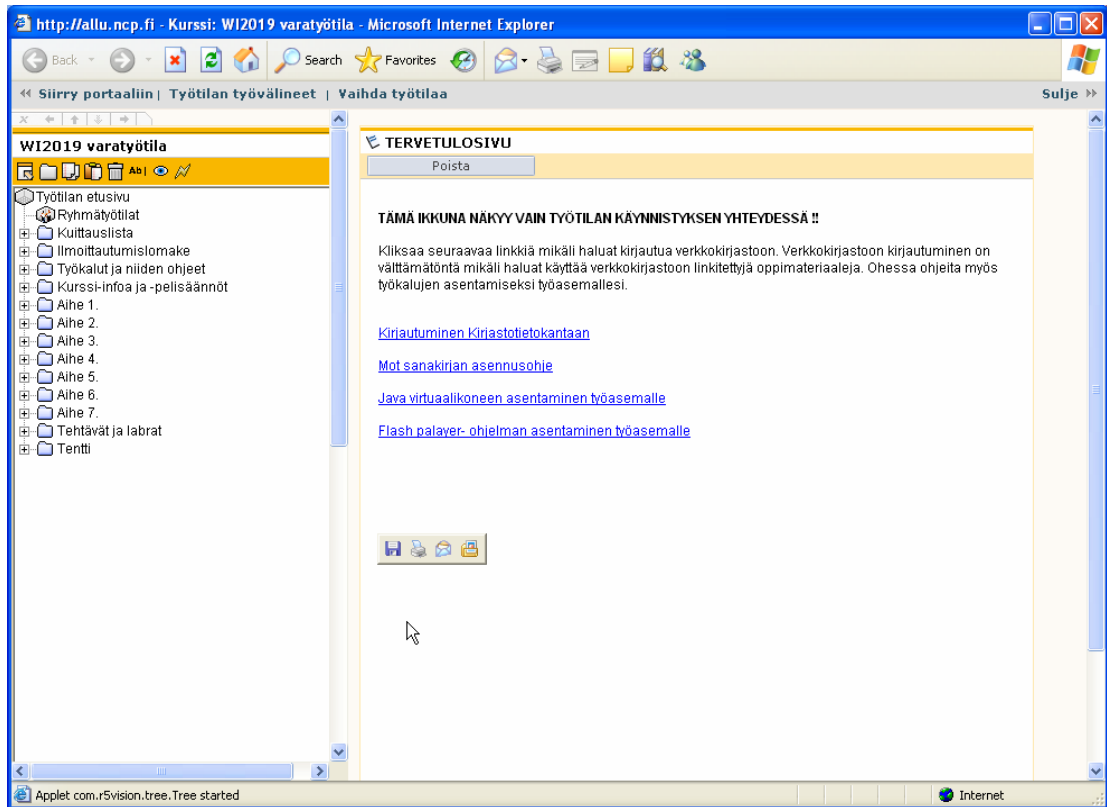 http://allu.ncp.fi - Kurssi: WI2019 varatyötila - Microsoft Internet Explorer
Back Search Favorites
Siirry portaaliin | Työtilan työvälineet | Vaihda työtilaa Sulje
WI2019 varatyötila
Ab|
Työtilan etusivu
Ryhmätyötilat
Kuittauslista
Ilmoittautumislomake
Työkalut ja niiden ohjeet
Kurssi-infoa ja -pelisäännöt
Aihe 1.
Aihe 2.
Aihe 3.
Aihe 4.
Aihe 5.
Aihe 6.
Aihe 7.
Tehtävät ja labrat
Tentti
TERVETULOSIVU
Poista
TÄMÄ IKKUNA NÄKYY VAIN TYÖTILAN KÄYNNISTYKSEN YHTEYDESSÄ !!
Kliksaa seuraavaa linkkiä mikäli haluat kirjautua verkkokirjastoon. Verkkokirjastoon kirjautuminen on
välttämätöntä mikäli haluat käyttää verkkokirjastoon linkitettyjä oppimateriaaleja. Ohessa ohjeita myös
työkalujen asentamiseksi työasemallesi.
Kirjautuminen Kirjastotietokantaan
Mot sanakirjan asennusohje
Java virtuaalikoneen asentaminen työasemalle
Flash palayer- ohjelman asentaminen työasemalle
Applet com.r5vision.tree.Tree started Internet